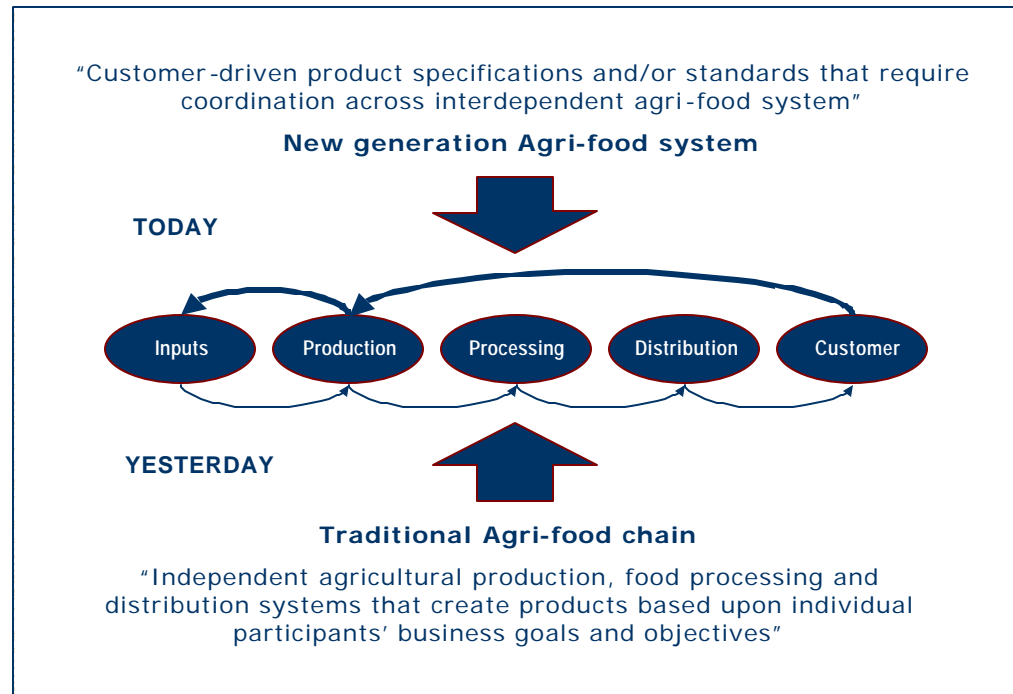 “Customer-driven product specifications and/or standards that require
coordination across interdependent agri-food system”
New generation Agri-food system
TODAY
Inputs Production Processing Distribution Customer
YESTERDAY
Traditional Agri-food chain
“Independent agricultural production, food processing and
distribution systems that create products based upon individual
participants’ business goals and objectives”